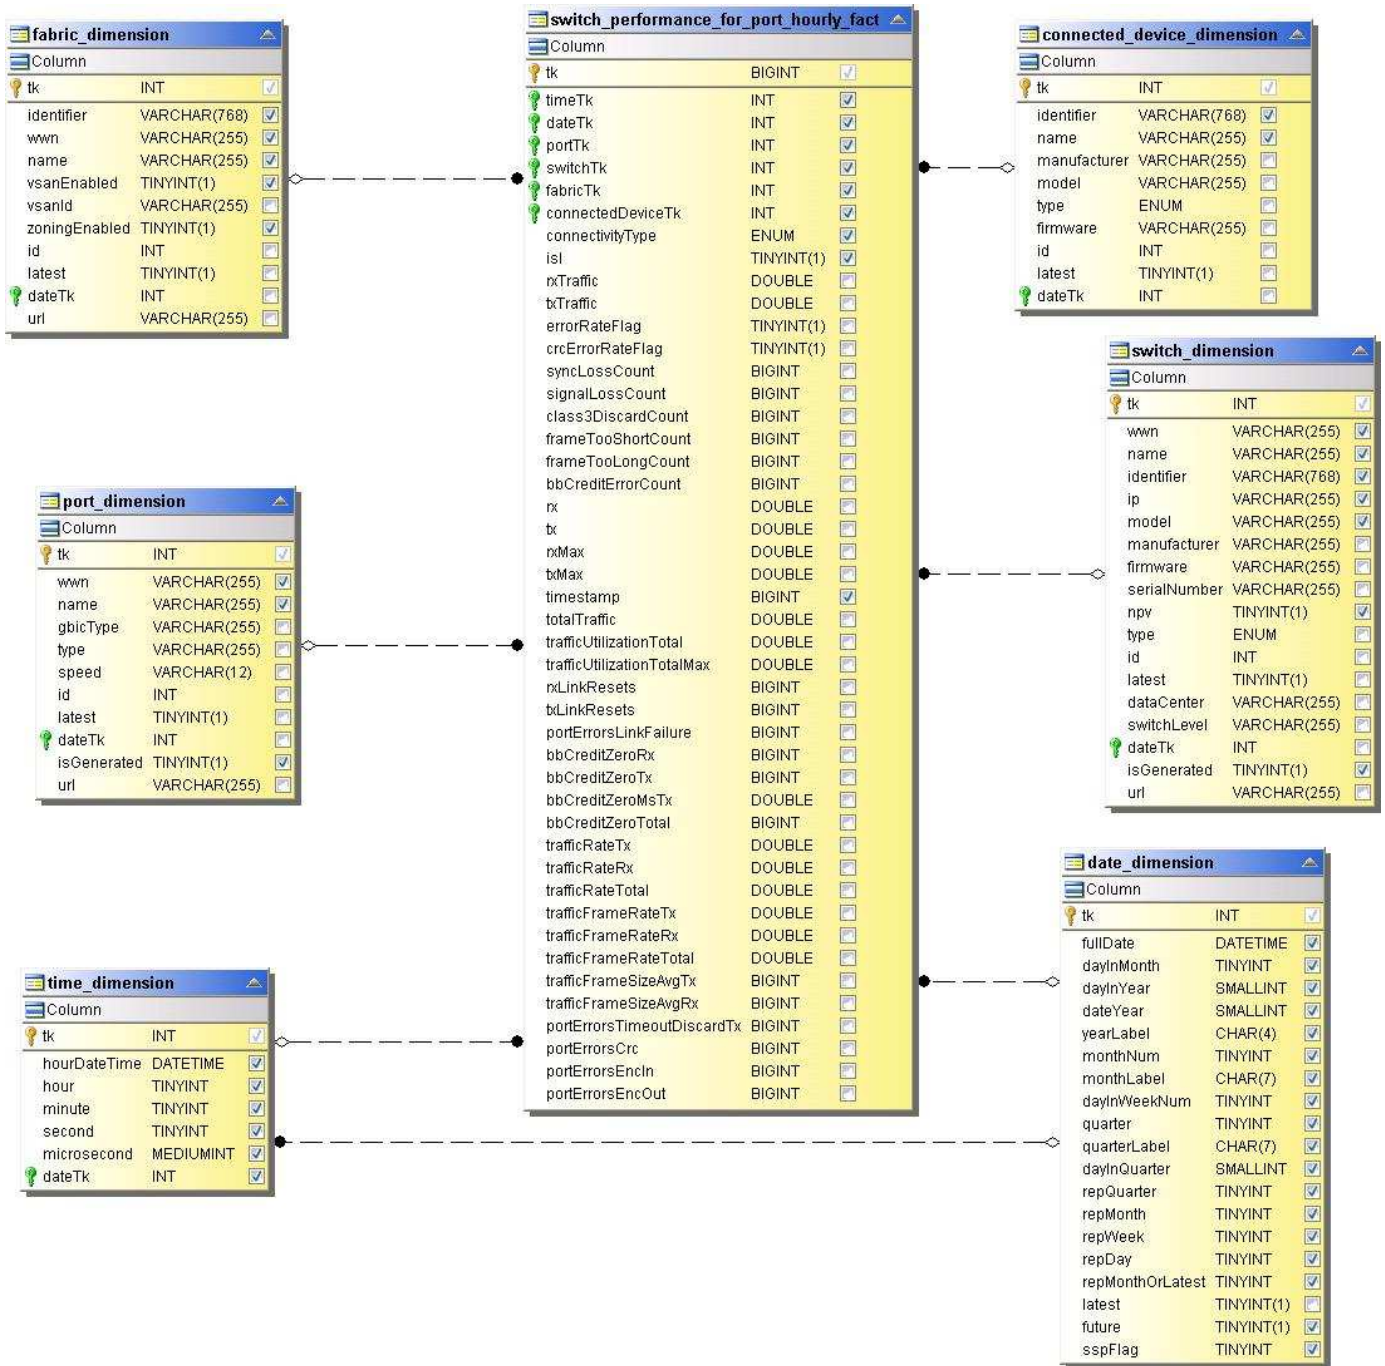 fabric_dimension
Column
tk INT
identifier VARCHAR(768)
wwn VARCHAR(255)
name VARCHAR(255)
vsanEnabled TINYINT(1)
vsanId VARCHAR(255)
zoningEnabled TINYINT(1)
id INT
latest TINYINT(1)
dateTk INT
url VARCHAR(255)
switch_performance_for_port_hourly_fact
Column
tk BIGINT
timeTk INT
dateTk INT
portTk INT
switchTk INT
fabricTk INT
connectedDeviceTk INT
connectivityType ENUM
isl TINYINT(1)
rxTraffic DOUBLE
txTraffic DOUBLE
errorRateFlag TINYINT(1)
crcErrorRateFlag TINYINT(1)
syncLossCount BIGINT
signalLossCount BIGINT
class3DiscardCount BIGINT
frameTooShortCount BIGINT
frameTooLongCount BIGINT
bbCreditErrorCount BIGINT
rx DOUBLE
tx DOUBLE
rxMax DOUBLE
txMax DOUBLE
timestamp BIGINT
totalTraffic DOUBLE
trafficUtilizationTotal DOUBLE
trafficUtilizationTotalMax DOUBLE
rxLinkResets BIGINT
txLinkResets BIGINT
portErrorsLinkFailure BIGINT
bbCreditZeroRx BIGINT
bbCreditZeroTx BIGINT
bbCreditZeroMsTx DOUBLE
bbCreditZeroTotal BIGINT
trafficRateTx DOUBLE
trafficRateRx DOUBLE
trafficRateTotal DOUBLE
trafficFrameRateTx DOUBLE
trafficFrameRateRx DOUBLE
trafficFrameRateTotal DOUBLE
trafficFrameSizeAvgTx BIGINT
trafficFrameSizeAvgRx BIGINT
portErrorsTimeoutDiscardTx BIGINT
portErrorsCrc BIGINT
portErrorsEncIn BIGINT
portErrorsEncOut BIGINT
connected_device_dimension
Column
tk INT
identifier VARCHAR(768)
name VARCHAR(255)
manufacturer VARCHAR(255)
model VARCHAR(255)
type ENUM
firmware VARCHAR(255)
id INT
latest TINYINT(1)
dateTk INT
switch_dimension
Column
tk INT
wwn VARCHAR(255)
name VARCHAR(255)
identifier VARCHAR(768)
ip VARCHAR(255)
model VARCHAR(255)
manufacturer VARCHAR(255)
firmware VARCHAR(255)
serialNumber VARCHAR(255)
npv TINYINT(1)
type ENUM
id INT
latest TINYINT(1)
dataCenter VARCHAR(255)
switchLevel VARCHAR(255)
dateTk INT
isGenerated TINYINT(1)
url VARCHAR(255)
port_dimension
Column
tk INT
wwn VARCHAR(255)
name VARCHAR(255)
gbicType VARCHAR(255)
type VARCHAR(255)
speed VARCHAR(12)
id INT
latest TINYINT(1)
dateTk INT
isGenerated TINYINT(1)
url VARCHAR(255)
date_dimension
Column
tk INT
fullDate DATETIME
dayInMonth TINYINT
dayInYear SMALLINT
dateYear SMALLINT
yearLabel CHAR(4)
monthNum TINYINT
monthLabel CHAR(7)
dayInWeekNum TINYINT
quarter TINYINT
quarterLabel CHAR(7)
dayInQuarter SMALLINT
repQuarter TINYINT
repMonth TINYINT
repWeek TINYINT
repDay TINYINT
repMonthOrLatest TINYINT
latest TINYINT(1)
future TINYINT(1)
sspFlag TINYINT
time_dimension
Column
tk INT
hourDateTime DATETIME
hour TINYINT
minute TINYINT
second TINYINT
microsecond MEDIUMINT
dateTk INT